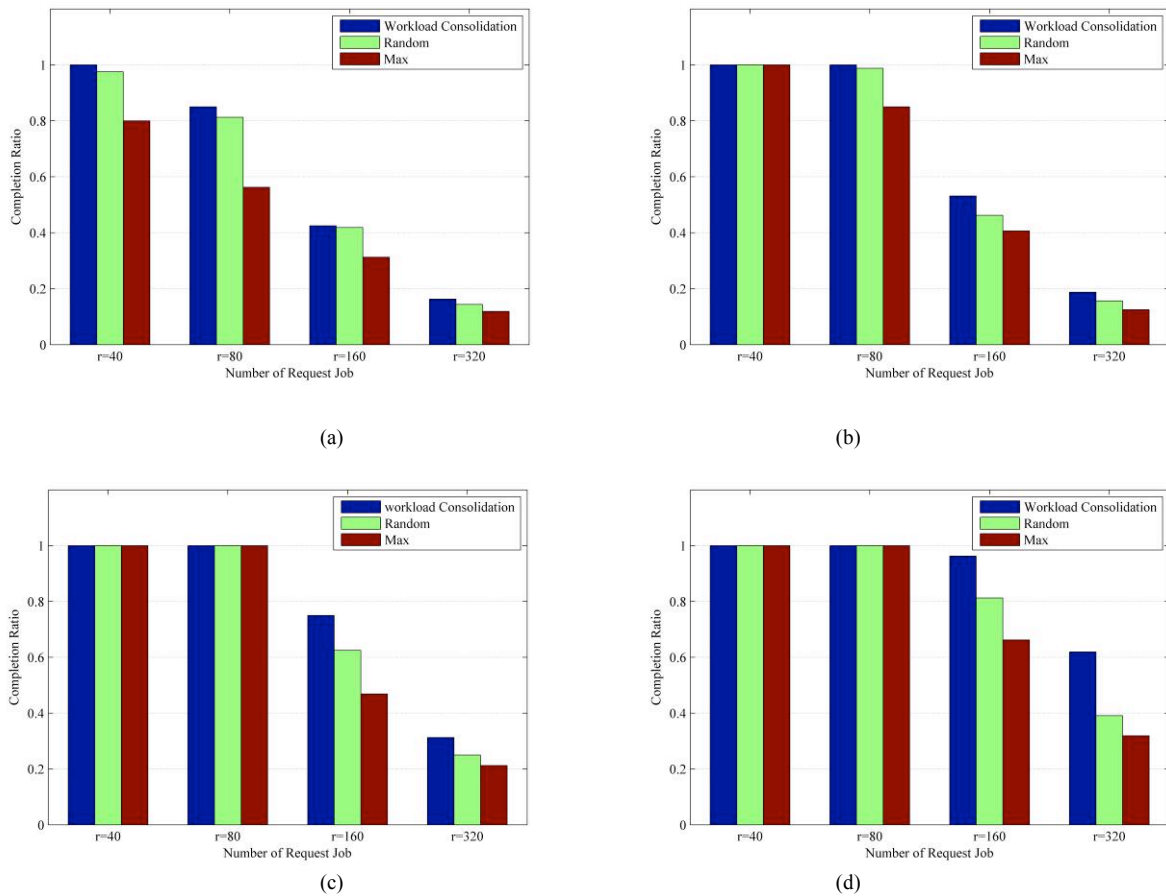 Workload Consolidation
Random
Max
1
0.8
0.6
0.4
0.2
0
Completion Ratio
r=40 r=80 r=160 r=320
Number of Request Job
(a)
Workload Consolidation
Random
Max
1
0.8
0.6
0.4
0.2
0
Completion Ratio
r=40 r=80 r=160 r=320
Number of Request Job
(b)
workload Consolidation
Random
Max
1
0.8
0.6
0.4
0.2
0
Completion Ratio
r=40 r=80 r=160 r=320
Number of Request Job
(c)
Workload Consolidation
Random
Max
1
0.8
0.6
0.4
0.2
0
Completion Ratio
r=40 r=80 r=160 r=320
Number of Request Job
(d)